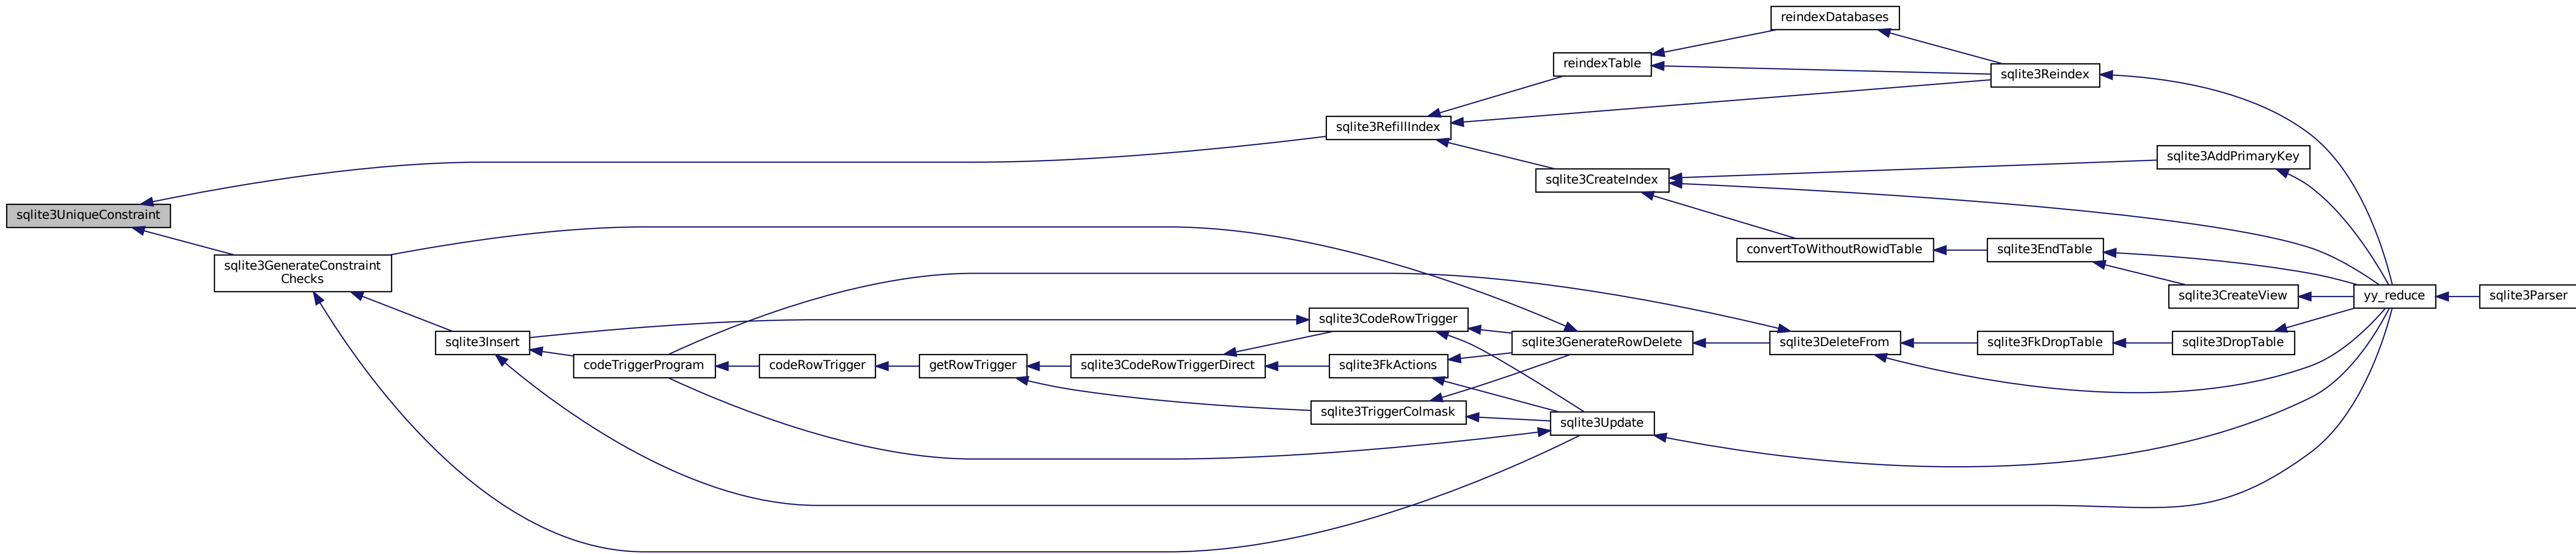 reindexDatabases
reindexTable
sqlite3Reindex
sqlite3RefillIndex
sqlite3AddPrimaryKey
sqlite3CreateIndex
sqlite3UniqueConstraint
convertToWithoutRowidTable
sqlite3EndTable
sqlite3GenerateConstraint
Checks
sqlite3CreateView
yy_reduce
sqlite3Parser
sqlite3CodeRowTrigger
sqlite3Insert
sqlite3GenerateRowDelete
sqlite3DeleteFrom
sqlite3FkDropTable
sqlite3DropTable
codeTriggerProgram
codeRowTrigger
getRowTrigger
sqlite3CodeRowTriggerDirect
sqlite3FkActions
sqlite3TriggerColmask
sqlite3Update